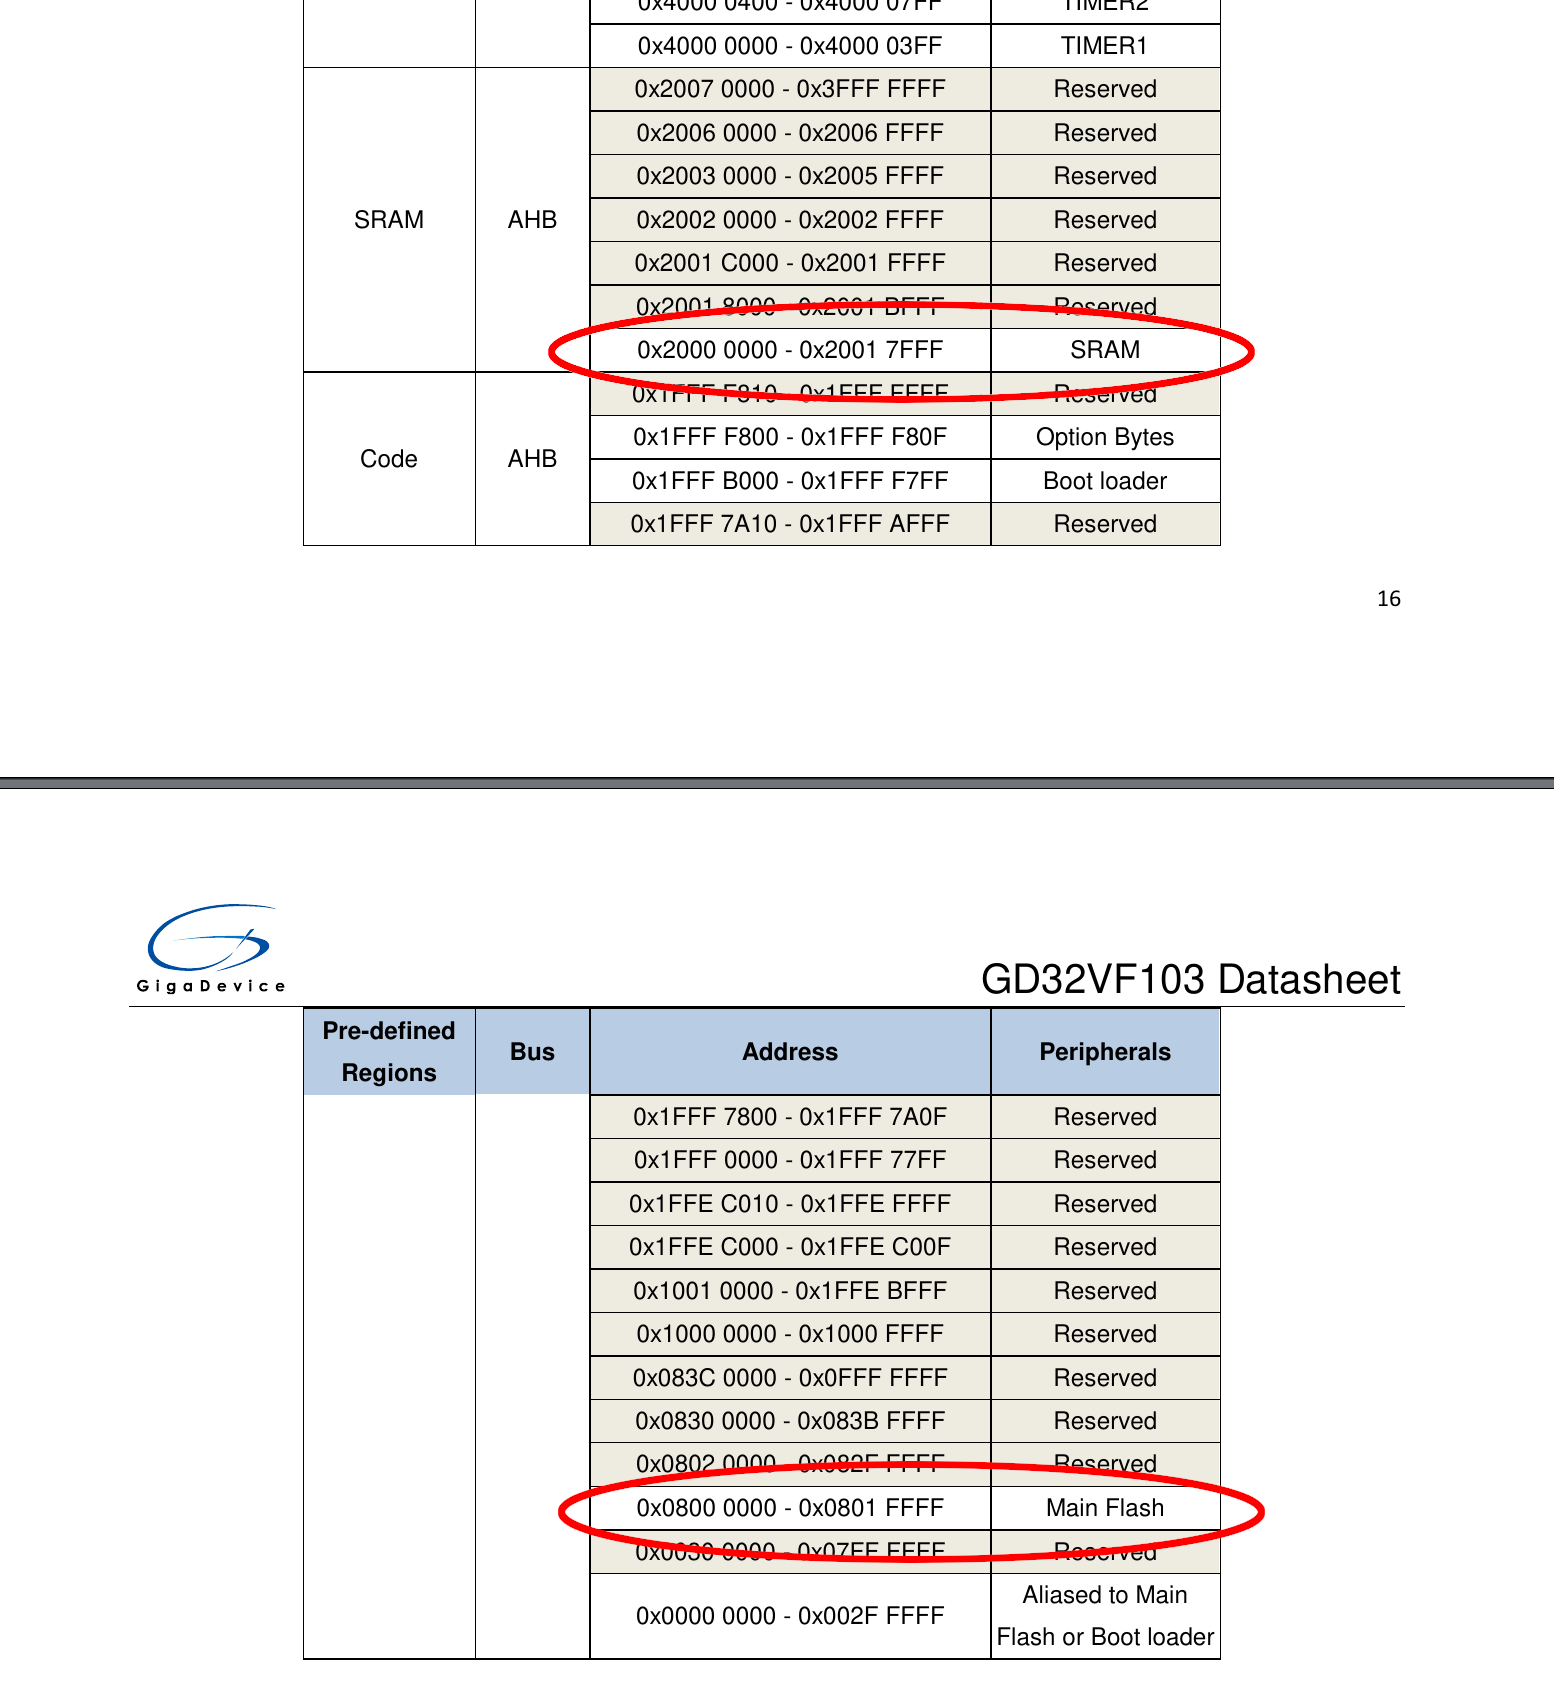 0x4000 0400 - 0x4000 07FF TIMER2
0x4000 0000 - 0x4000 03FF TIMER1
0x2007 0000 - 0x3FFF FFFF Reserved
0x2006 0000 - 0x2006 FFFF Reserved
0x2003 0000 - 0x2005 FFFF Reserved
SRAM AHB 0x2002 0000 - 0x2002 FFFF Reserved
0x2001 C000 - 0x2001 FFFF Reserved
0x2001 8000 - 0x2001 BFFF Reserved
0x2000 0000 - 0x2001 7FFF SRAM
0x1FFF F810 - 0x1FFF FFFF Reserved
0x1FFF F800 - 0x1FFF F80F Option Bytes
Code AHB
0x1FFF B000 - 0x1FFF F7FF Boot loader
0x1FFF 7A10 - 0x1FFF AFFF Reserved
16
GigaDevice
GD32VF103 Datasheet
Pre-defined
Regions
Bus Address Peripherals
0x1FFF 7800 - 0x1FFF 7A0F Reserved
0x1FFF 0000 - 0x1FFF 77FF Reserved
0x1FFE C010 - 0x1FFE FFFF Reserved
0x1FFE C000 - 0x1FFE C00F Reserved
0x1001 0000 - 0x1FFE BFFF Reserved
0x1000 0000 - 0x1000 FFFF Reserved
0x083C 0000 - 0x0FFF FFFF Reserved
0x0830 0000 - 0x083B FFFF Reserved
0x0802 0000 - 0x082F FFFF Reserved
0x0800 0000 - 0x0801 FFFF Main Flash
0x0030 0000 - 0x07FF FFFF Reserved
0x0000 0000 - 0x002F FFFF Aliased to Main
Flash or Boot loader